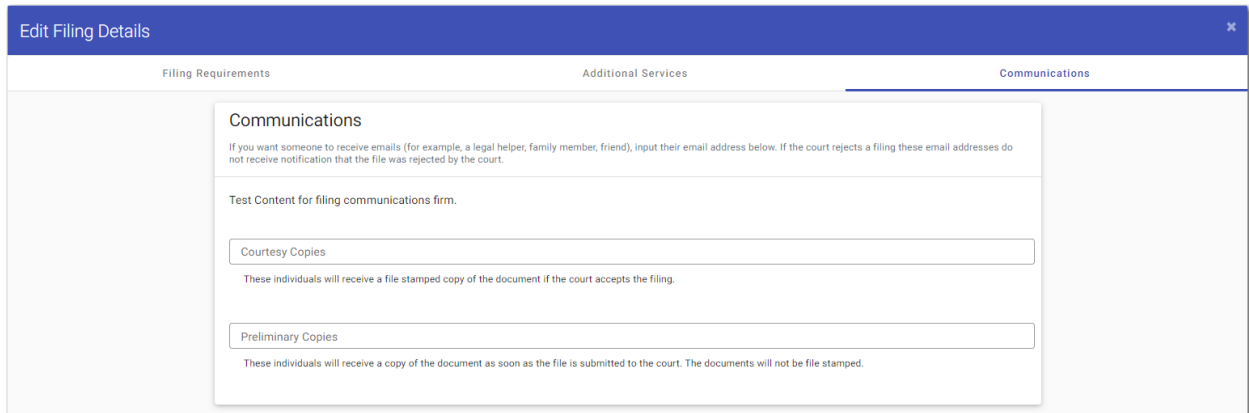 Edit Filing Details
Filing Requirements
Additional Services
Communications
Communications
If you want someone to receive emails (for example, a legal helper, family member, friend), input their email address below. If the court rejects a filing these email addresses do
not receive notification that the file was rejected by the court.
Test Content for filing communications firm.
Courtesy Copies
These individuals will receive a file stamped copy of the document if the court accepts the filing.
Preliminary Copies
These individuals will receive a copy of the document as soon as the file is submitted to the court. The documents will not be file stamped.